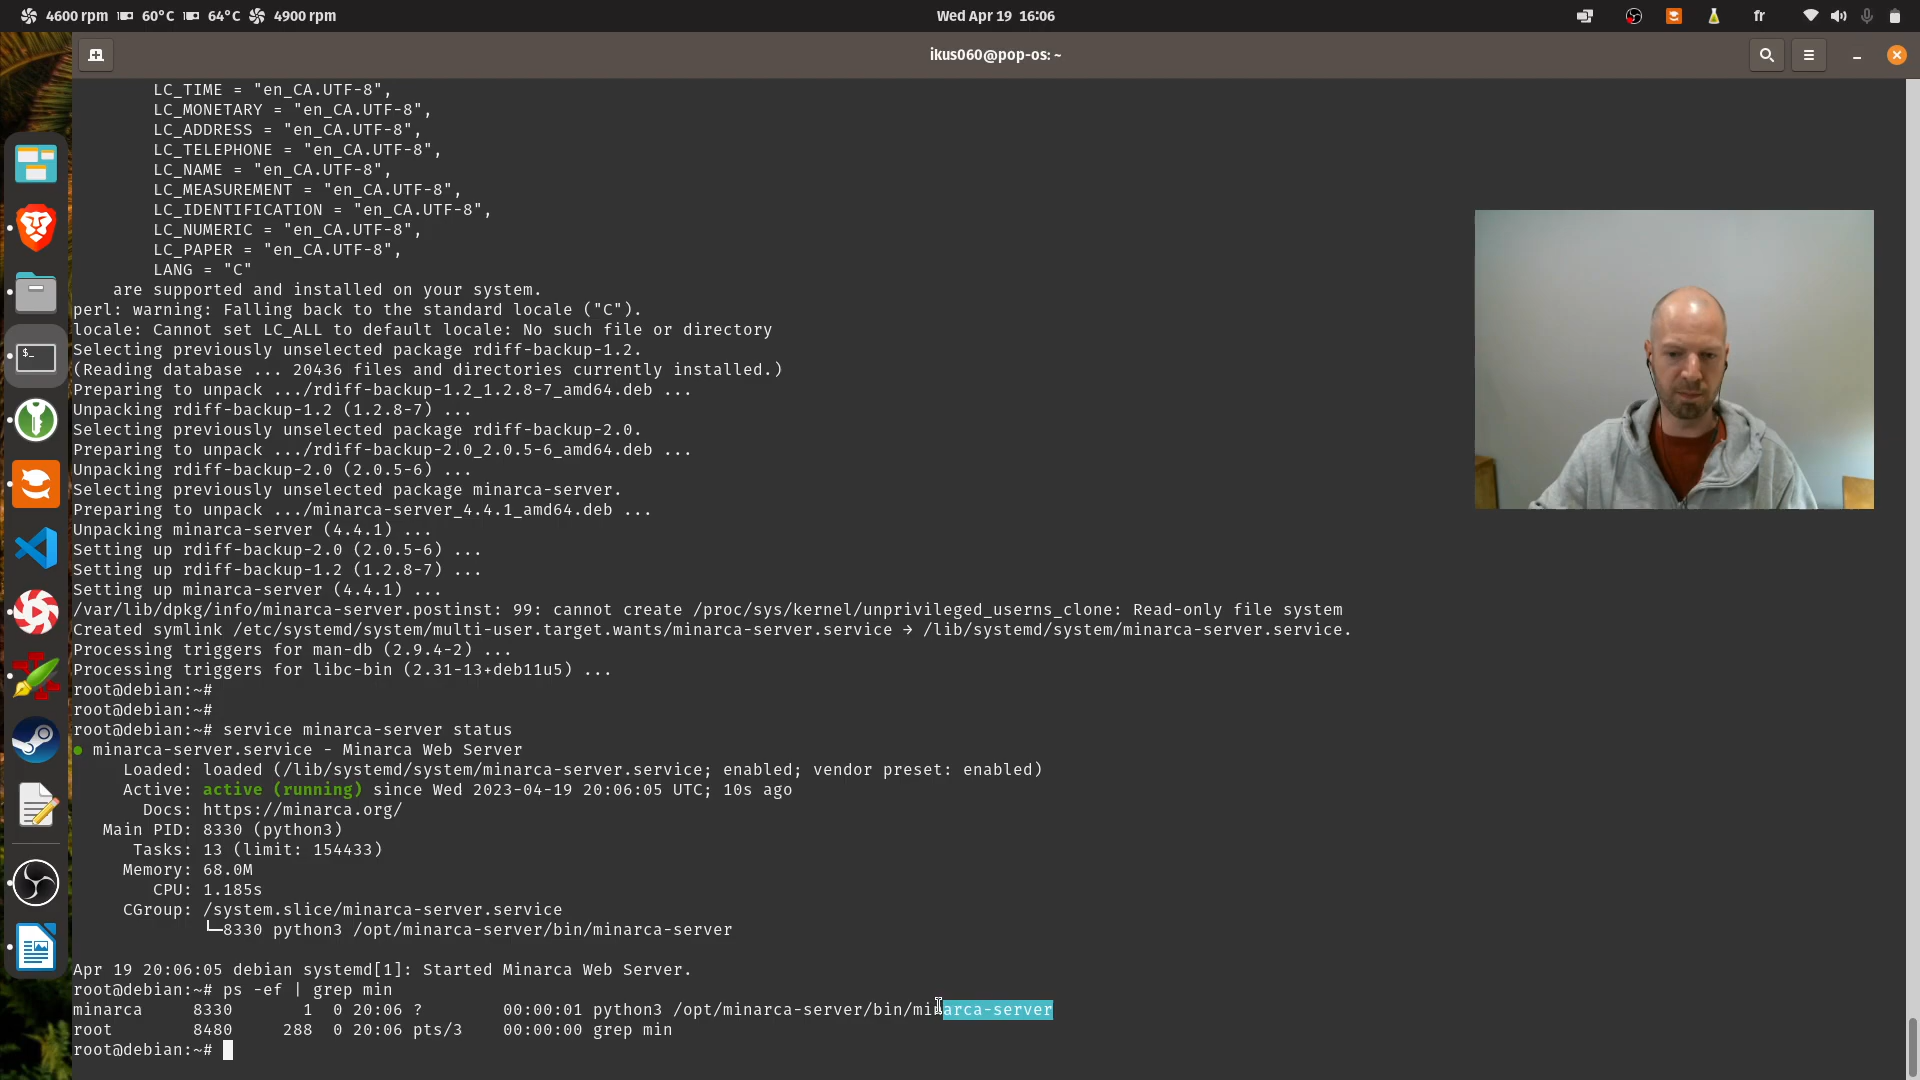 4600 rpm 60°C 64°C 4900 rpm
Wed Apr 19 16:06
fr
ikus060@pop-os: ~
LC_TIME = "en_CA.UTF-8",
LC_MONETARY = "en_CA.UTF-8",
LC_ADDRESS = "en_CA.UTF-8",
LC_TELEPHONE = "en_CA.UTF-8",
LC_NAME = "en_CA.UTF-8",
LC_MEASUREMENT = "en_CA.UTF-8",
LC_IDENTIFICATION = "en_CA.UTF-8",
LC_NUMERIC = "en_CA.UTF-8",
LC_PAPER = "en_CA.UTF-8",
LANG = "C"
are supported and installed on your system.
perl: warning: Falling back to the standard locale ("C").
locale: Cannot set LC_ALL to default locale: No such file or directory
Selecting previously unselected package rdiff-backup-1.2.
(Reading database ... 20436 files and directories currently installed.)
Preparing to unpack .../rdiff-backup-1.2_1.2.8-7_amd64.deb ...
Unpacking rdiff-backup-1.2 (1.2.8-7) ...
Selecting previously unselected package rdiff-backup-2.0.
Preparing to unpack .../rdiff-backup-2.0_2.0.5-6_amd64.deb ...
Unpacking rdiff-backup-2.0 (2.0.5-6) ...
Selecting previously unselected package minarca-server.
Preparing to unpack .../minarca-server_4.4.1_amd64.deb ...
Unpacking minarca-server (4.4.1) ...
Setting up rdiff-backup-2.0 (2.0.5-6) ...
Setting up rdiff-backup-1.2 (1.2.8-7) ...
Setting up minarca-server (4.4.1) ...
/var/lib/dpkg/info/minarca-server.postinst: 99: cannot create /proc/sys/kernel/unprivileged_userns_clone: Read-only file system
Created symlink /etc/systemd/system/multi-user.target.wants/minarca-server.service → /lib/systemd/system/minarca-server.service.
Processing triggers for man-db (2.9.4-2) ...
Processing triggers for libc-bin (2.31-13+deb11u5) ...
root@debian:~#
root@debian:~#
root@debian:~# service minarca-server status
● minarca-server.service - Minarca Web Server
Loaded: loaded (/lib/systemd/system/minarca-server.service; enabled; vendor preset: enabled)
Active: active (running) since Wed 2023-04-19 20:06:05 UTC; 10s ago
Docs: https://minarca.org/
Main PID: 8330 (python3)
Tasks: 13 (limit: 154433)
Memory: 68.0M
CPU: 1.185s
CGroup: /system.slice/minarca-server.service
└─8330 python3 /opt/minarca-server/bin/minarca-server
Apr 19 20:06:05 debian systemd[1]: Started Minarca Web Server.
root@debian:~# ps -ef | grep min
minarca 8330 1 0 20:06 ? 00:00:01 python3 /opt/minarca-server/bin/minarca-server
root 8480 288 0 20:06 pts/3 00:00:00 grep min
root@debian:~#